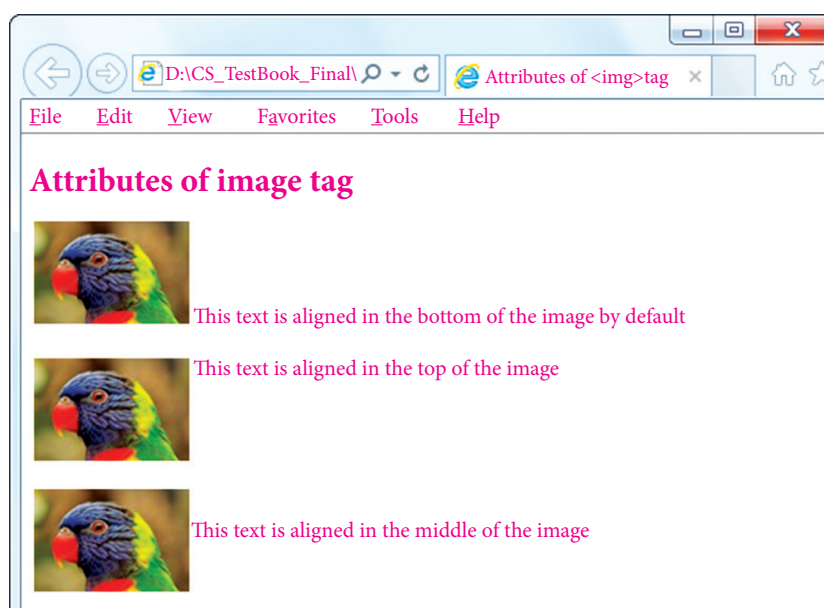 D:\CS_TestBook_Final\
Attributes of <img>tag
File Edit View Favorites Tools Help
Attributes of image tag
This text is aligned in the bottom of the image by default
This text is aligned in the top of the image
This text is aligned in the middle of the image